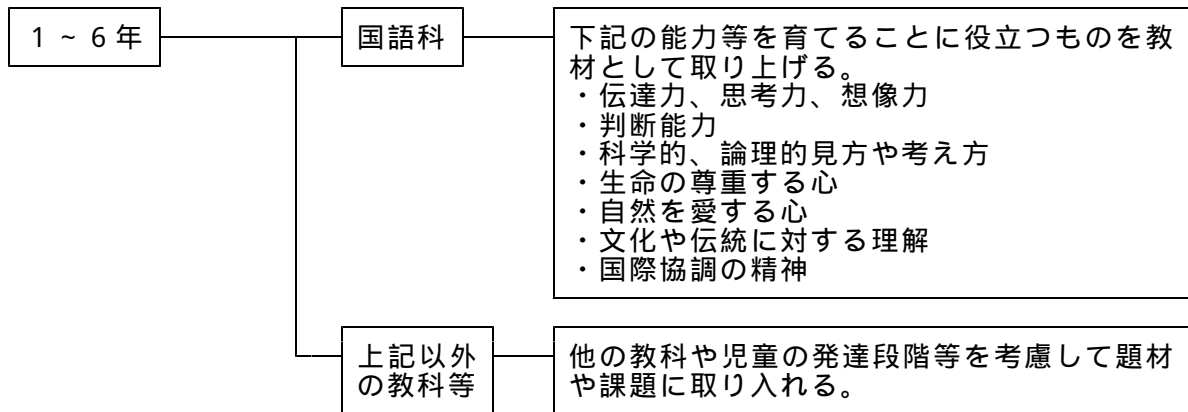 1～6年
国語科
下記の能力等を育てることに役立つものを教
材として取り上げる。
・伝達力、思考力、想像力
・判断能力
・科学的、論理的見方や考え方
・生命の尊重する心
・自然を愛する心
・文化や伝統に対する理解
・国際協調の精神
上記以外
の教科等
他の教科や児童の発達段階等を考慮して題材
や課題に取り入れる。